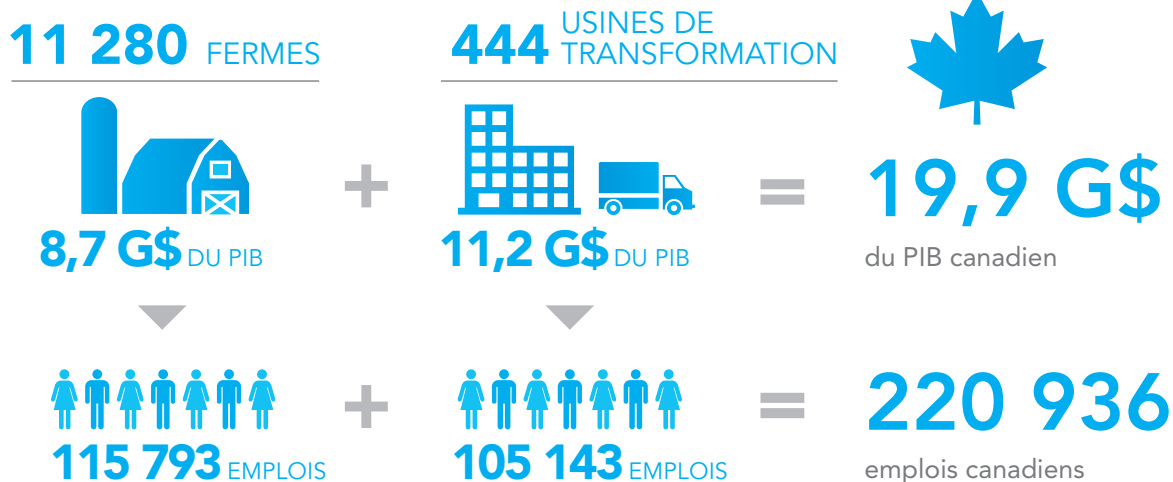 11 280 FERMES
444 USINES DE
TRANSFORMATION
+
=
8,7 G$ DU PIB
11,2 G$ DU PIB
19,9 G$
du PIB canadien
+
=
115 793 EMPLOIS
105 143 EMPLOIS
220 936
emplois canadiens